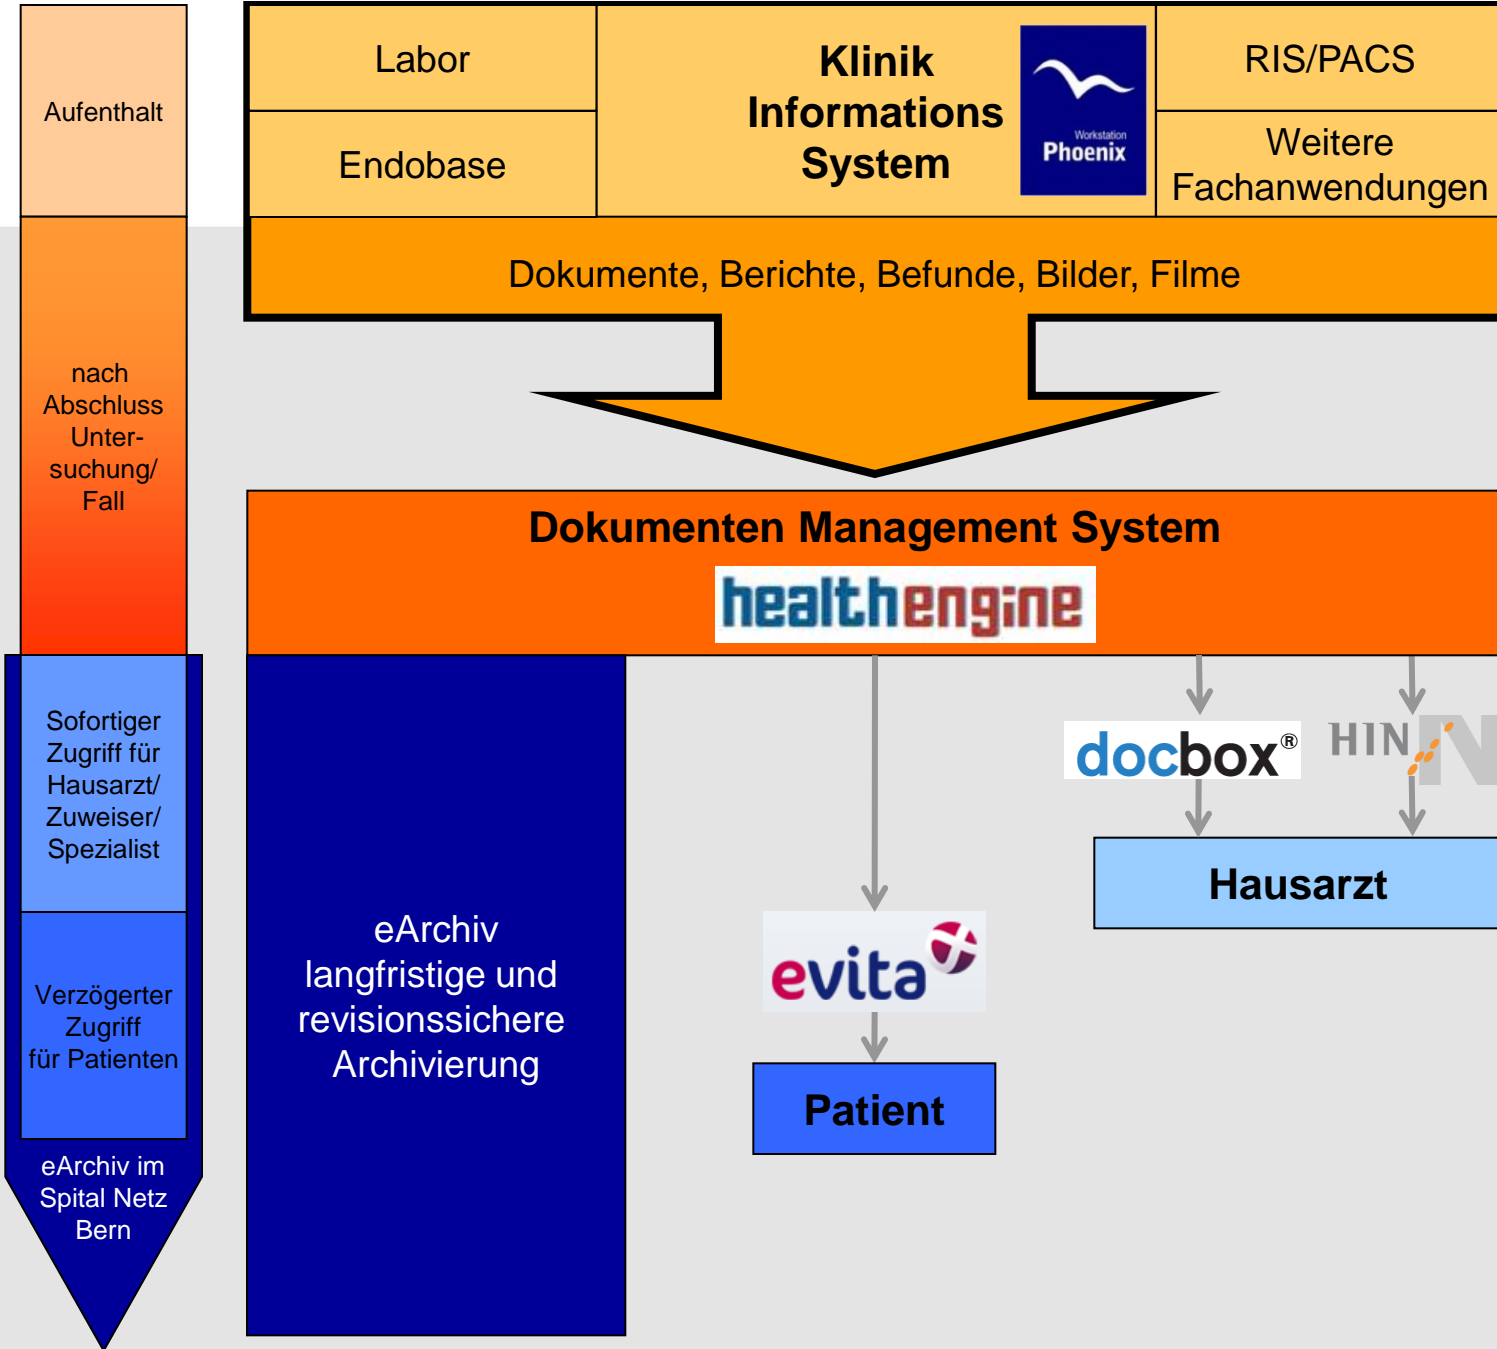 Aufenthalt
Labor
Endobase
Klinik
Informations
System
Workstation
Phoenix
RIS/PACS
Weitere
Fachanwendungen
Dokumente, Berichte, Befunde, Bilder, Filme
nach
Abschluss
Unter-
suchung/
Fall
Dokumenten Management System
healthengine
Sofortiger
Zugriff für
Hausarzt/
Zuweiser/
Spezialist
docbox®
HIN
N
Hausarzt
Verzögerter
Zugriff
für Patienten
eArchiv
langfristige und
revisionssichere
Archivierung
evita
Patient
eArchiv im
Spital Netz
Bern